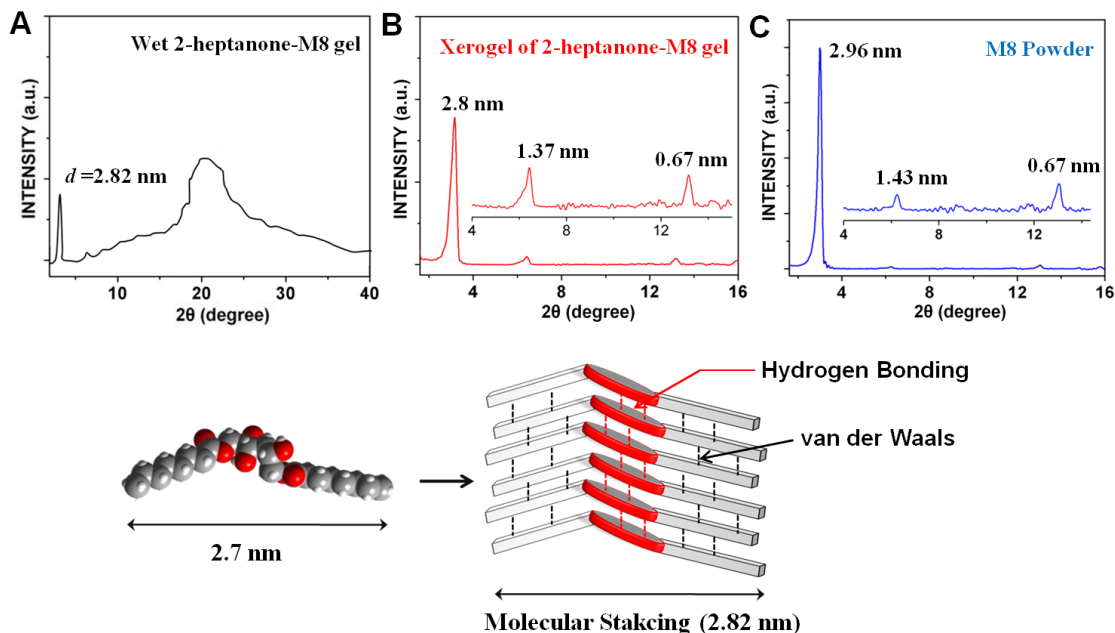 A
Wet 2-heptanone-M8 gel
INTENSITY (a.u.)
d =2.82 nm
10 20 30 40
2θ (degree)
B
Xerogel of 2-heptanone-M8 gel
INTENSITY (a.u.)
2.8 nm
1.37 nm
0.67 nm
4 8 12
4 8 12 16
2θ (degree)
C
M8 Powder
INTENSITY (a.u.)
2.96 nm
1.43 nm
0.67 nm
4 8 12
4 8 12 16
2θ (degree)
Hydrogen Bonding
van der Waals
2.7 nm
Molecular Stakcing (2.82 nm)